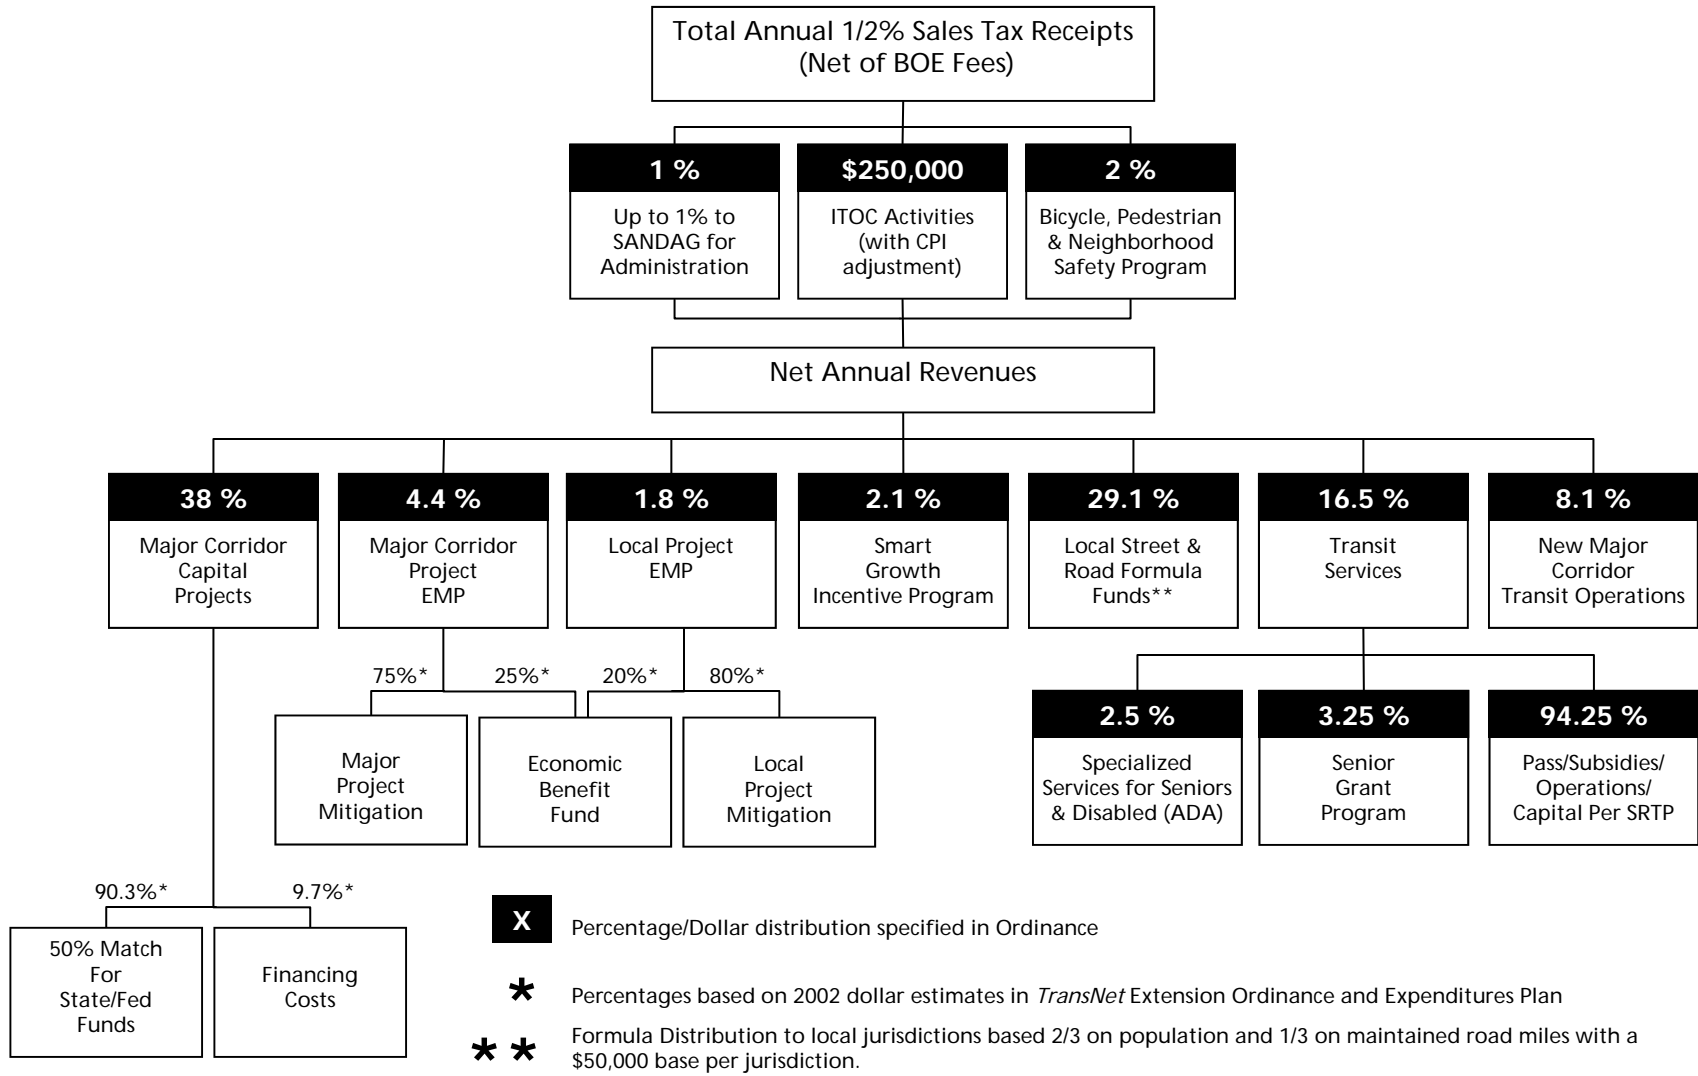 Total Annual 1/2% Sales Tax Receipts
(Net of BOE Fees)
1 %
Up to 1% to
SANDAG for
Administration
$250,000
ITOC Activities
(with CPI
adjustment)
2 %
Bicycle, Pedestrian
& Neighborhood
Safety Program
Net Annual Revenues
38 %
Major Corridor
Capital
Projects
4.4 %
Major Corridor
Project
EMP
1.8 %
Local Project
EMP
2.1 %
Smart
Growth
Incentive Program
29.1 %
Local Street &
Road Formula
Funds**
16.5 %
Transit
Services
8.1 %
New Major
Corridor
Transit Operations
75%*
25%*
20%*
80%*
Major
Project
Mitigation
Economic
Benefit
Fund
Local
Project
Mitigation
2.5 %
Specialized
Services for Seniors
& Disabled (ADA)
3.25 %
Senior
Grant
Program
94.25 %
Pass/Subsidies/
Operations/
Capital Per SRTP
90.3%*
9.7%*
50% Match
For
State/Fed
Funds
Financing
Costs
X Percentage/Dollar distribution specified in Ordinance
* Percentages based on 2002 dollar estimates in TransNet Extension Ordinance and Expenditures Plan
** Formula Distribution to local jurisdictions based 2/3 on population and 1/3 on maintained road miles with a
$50,000 base per jurisdiction.